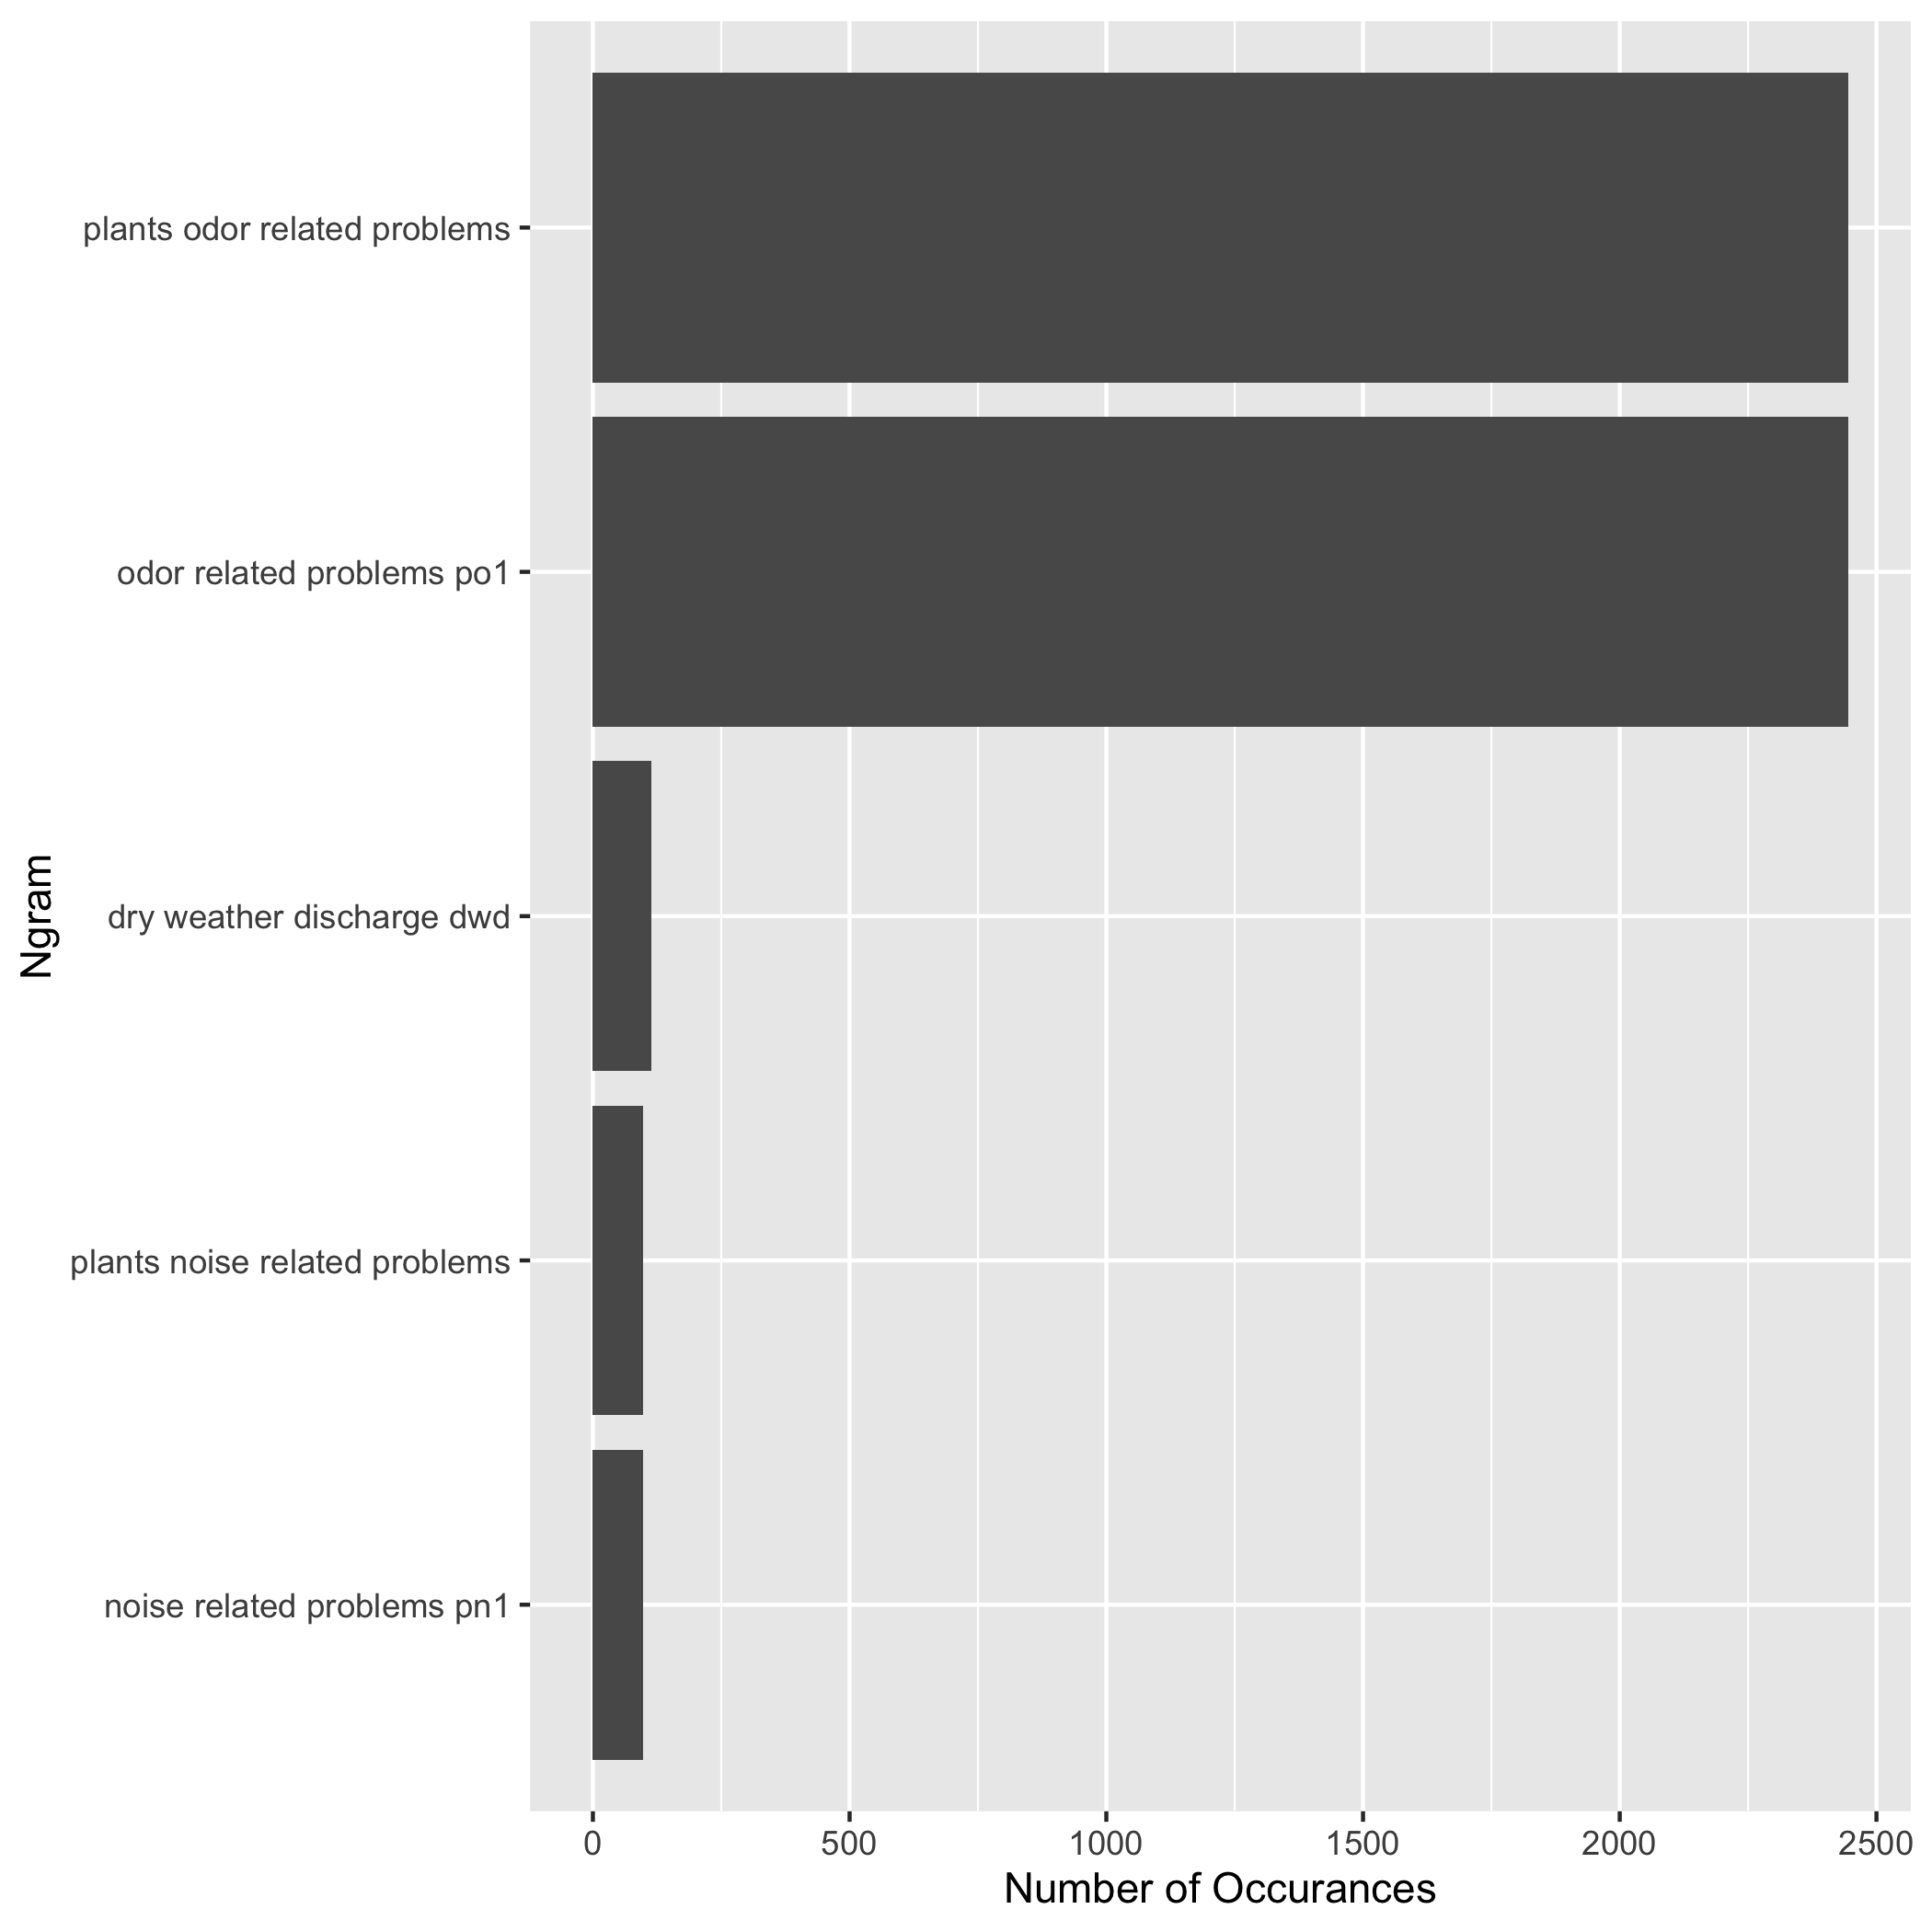 plants odor related problems
odor related problems po1
dry weather discharge dwd
plants noise related problems
noise related problems pn1
Ngram
0 500 1000 1500 2000 2500
Number of Occurances